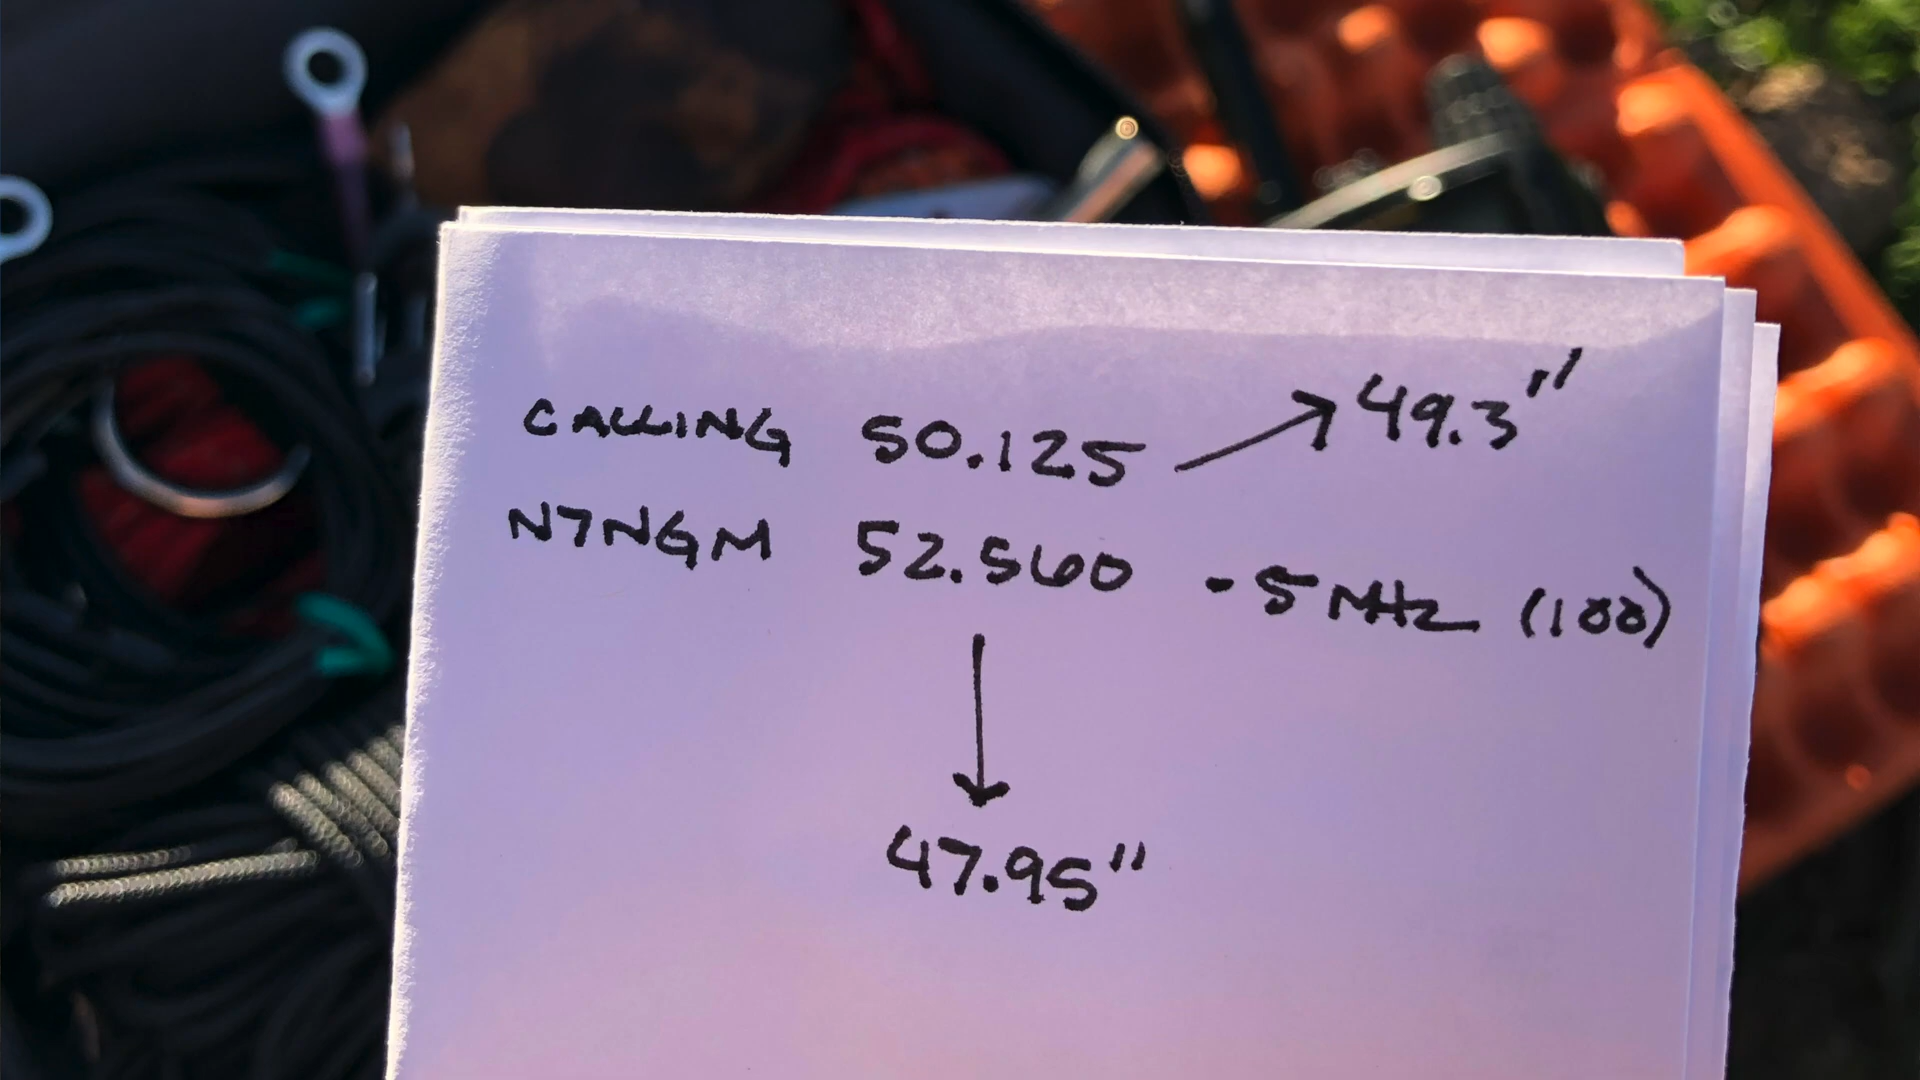 CALLING 50.125 → 49.3"
N7NGM 52.560 -5 MHz (100)
↓
47.95"